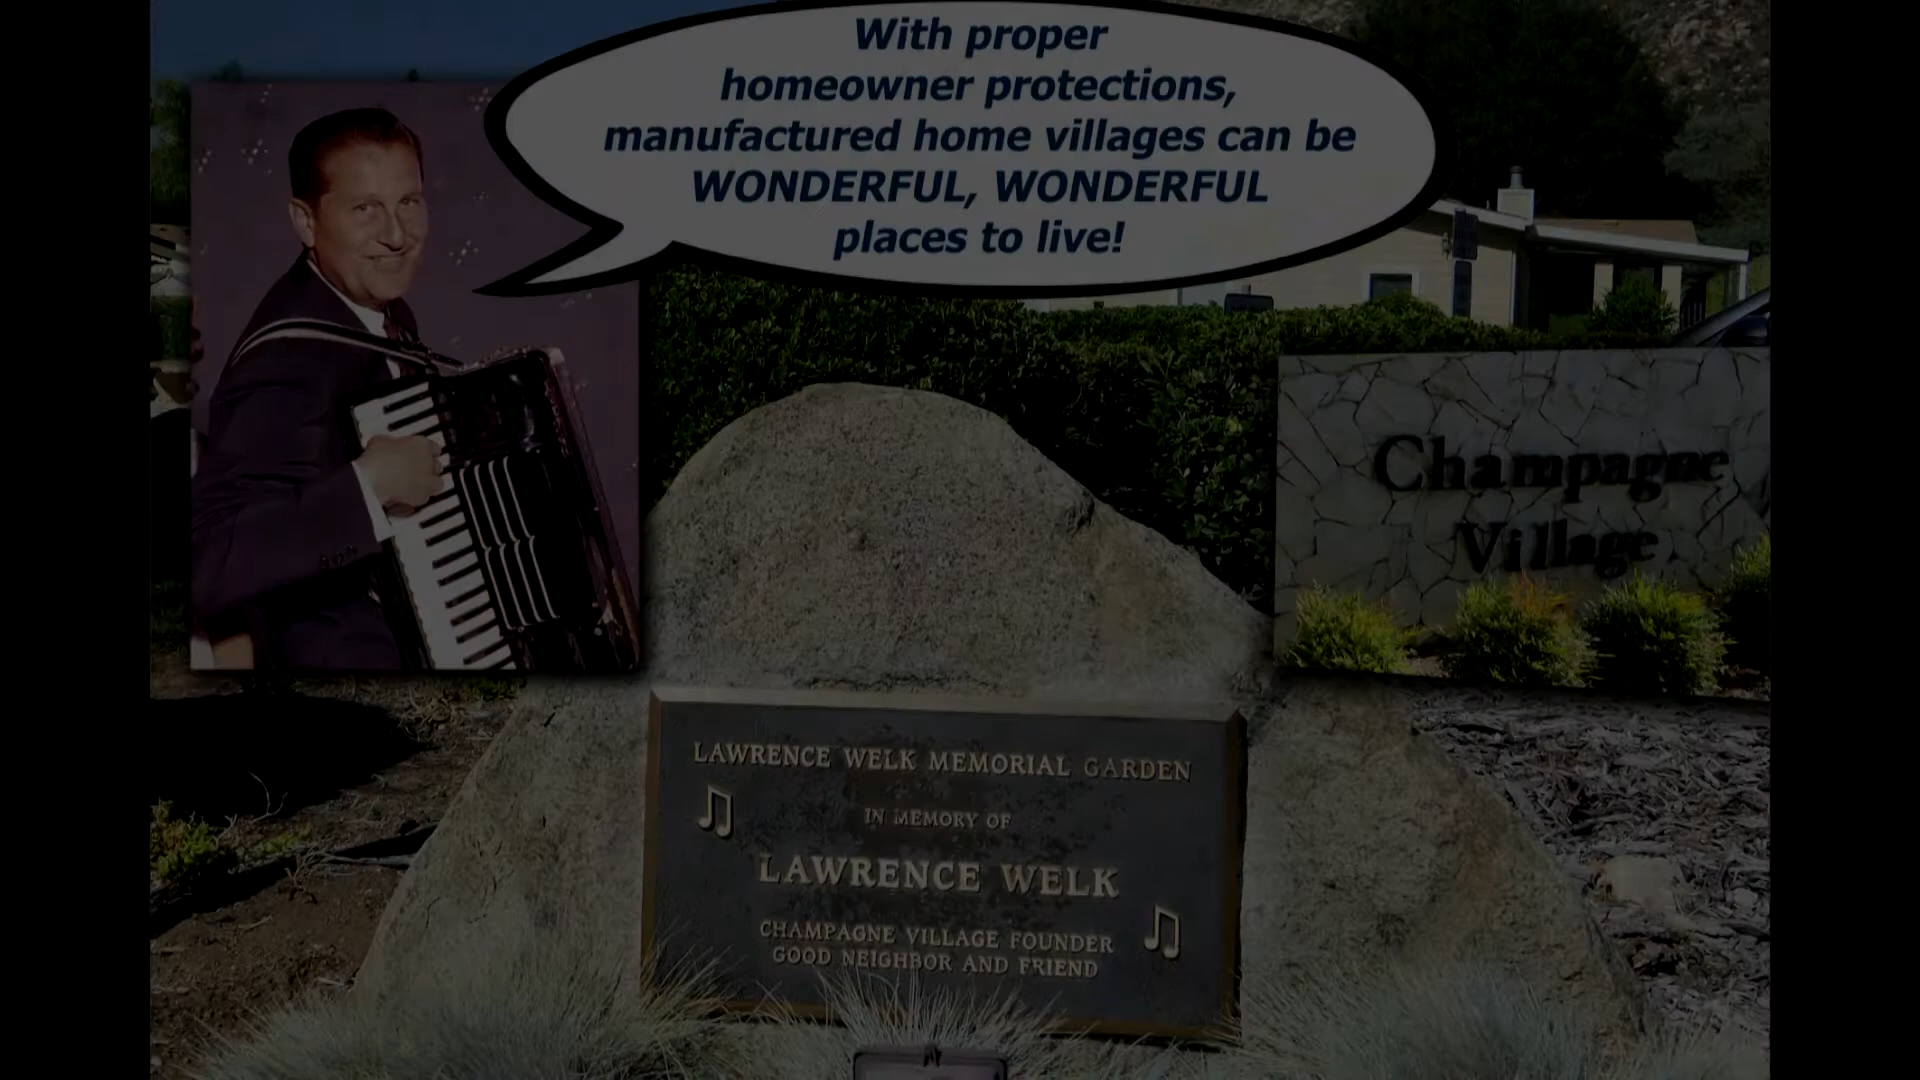 With proper
homeowner protections,
manufactured home villages can be
WONDERFUL, WONDERFUL
places to live!
Champagne
Village
LAWRENCE WELK MEMORIAL GARDEN
IN MEMORY OF
LAWRENCE WELK
CHAMPAGNE VILLAGE FOUNDER
GOOD NEIGHBOR AND FRIEND